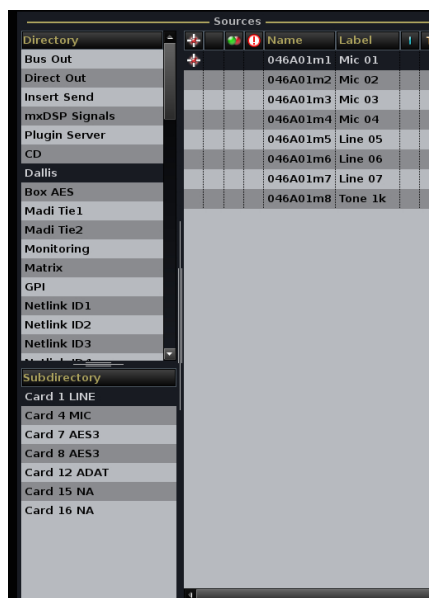 Sources
Directory
Bus Out
Direct Out
Insert Send
mxDSP Signals
Plugin Server
CD
Dallis
Box AES
Madi Tie1
Madi Tie2
Monitoring
Matrix
GPI
Netlink ID1
Netlink ID2
Netlink ID3
Subdirectory
Card 1 LINE
Card 4 MIC
Card 7 AES3
Card 8 AES3
Card 12 ADAT
Card 15 NA
Card 16 NA
Name Label
046A01m1 Mic 01
046A01m2 Mic 02
046A01m3 Mic 03
046A01m4 Mic 04
046A01m5 Line 05
046A01m6 Line 06
046A01m7 Line 07
046A01m8 Tone 1k